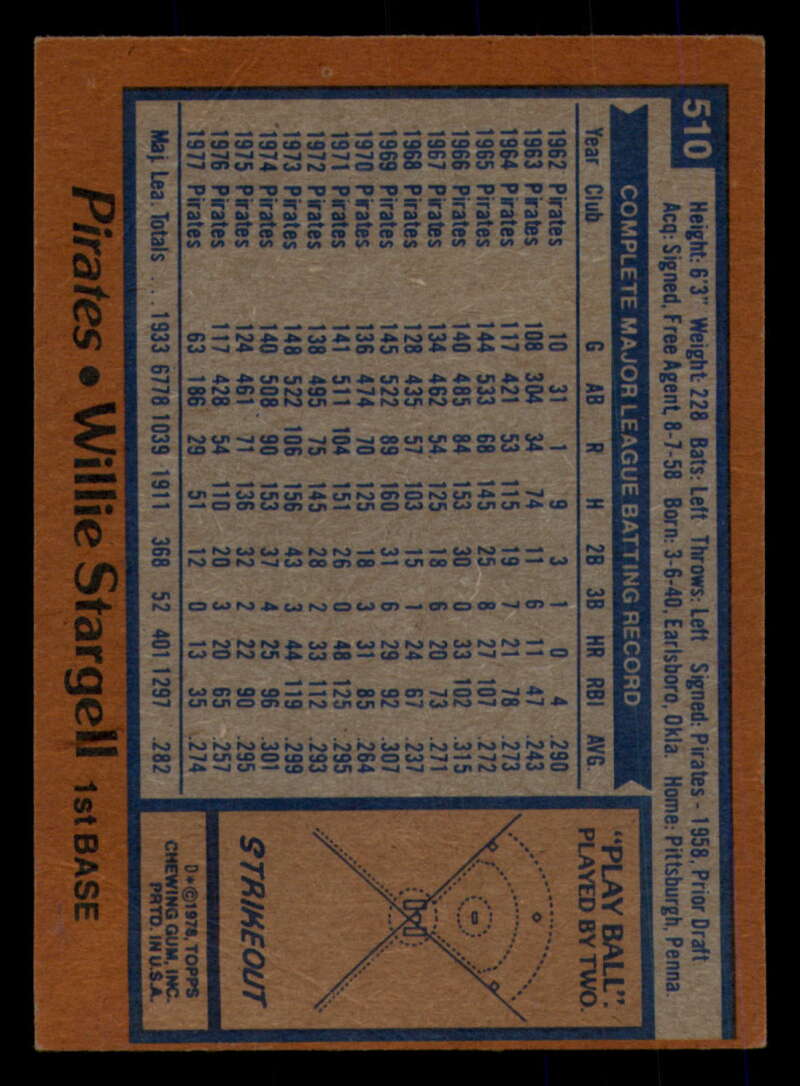 510
Height: 6'3" Weight: 228 Bats: Left Throws: Left Signed: Pirates - 1958, Prior Draft
Acq: Signed, Free Agent, 8-7-58 Born: 3-6-40, Earlsboro, Okla. Home: Pittsburgh, Penna.
COMPLETE MAJOR LEAGUE BATTING RECORD
Year Club G AB R H 2B 3B HR RBI AVG.
1962 Pirates 10 31 1 9 3 1 0 4 .290
1963 Pirates 108 304 34 74 11 6 11 47 .243
1964 Pirates 117 421 53 115 19 7 21 78 .273
1965 Pirates 144 533 68 145 25 8 27 107 .272
1966 Pirates 140 485 84 153 30 0 33 102 .315
1967 Pirates 134 462 54 125 18 6 20 73 .271
1968 Pirates 128 435 57 103 15 1 24 67 .237
1969 Pirates 145 522 89 160 31 6 29 92 .307
1970 Pirates 136 474 70 125 18 3 31 85 .264
1971 Pirates 141 511 104 151 26 0 48 125 .295
1972 Pirates 138 495 75 145 28 2 33 112 .293
1973 Pirates 148 522 106 156 43 3 44 119 .299
1974 Pirates 140 508 90 153 37 4 25 96 .301
1975 Pirates 124 461 71 136 32 2 22 90 .295
1976 Pirates 117 428 54 110 20 3 20 65 .257
1977 Pirates 63 186 29 51 12 0 13 35 .274
Maj. Lea. Totals .... 1933 6778 1039 1911 368 52 401 1297 .282
"PLAY BALL":
PLAYED BY TWO.
STRIKEOUT
D*©1978, TOPPS
CHEWING GUM, INC.
PRTD. IN U.S.A.
Pirates • Willie Stargell 1st BASE